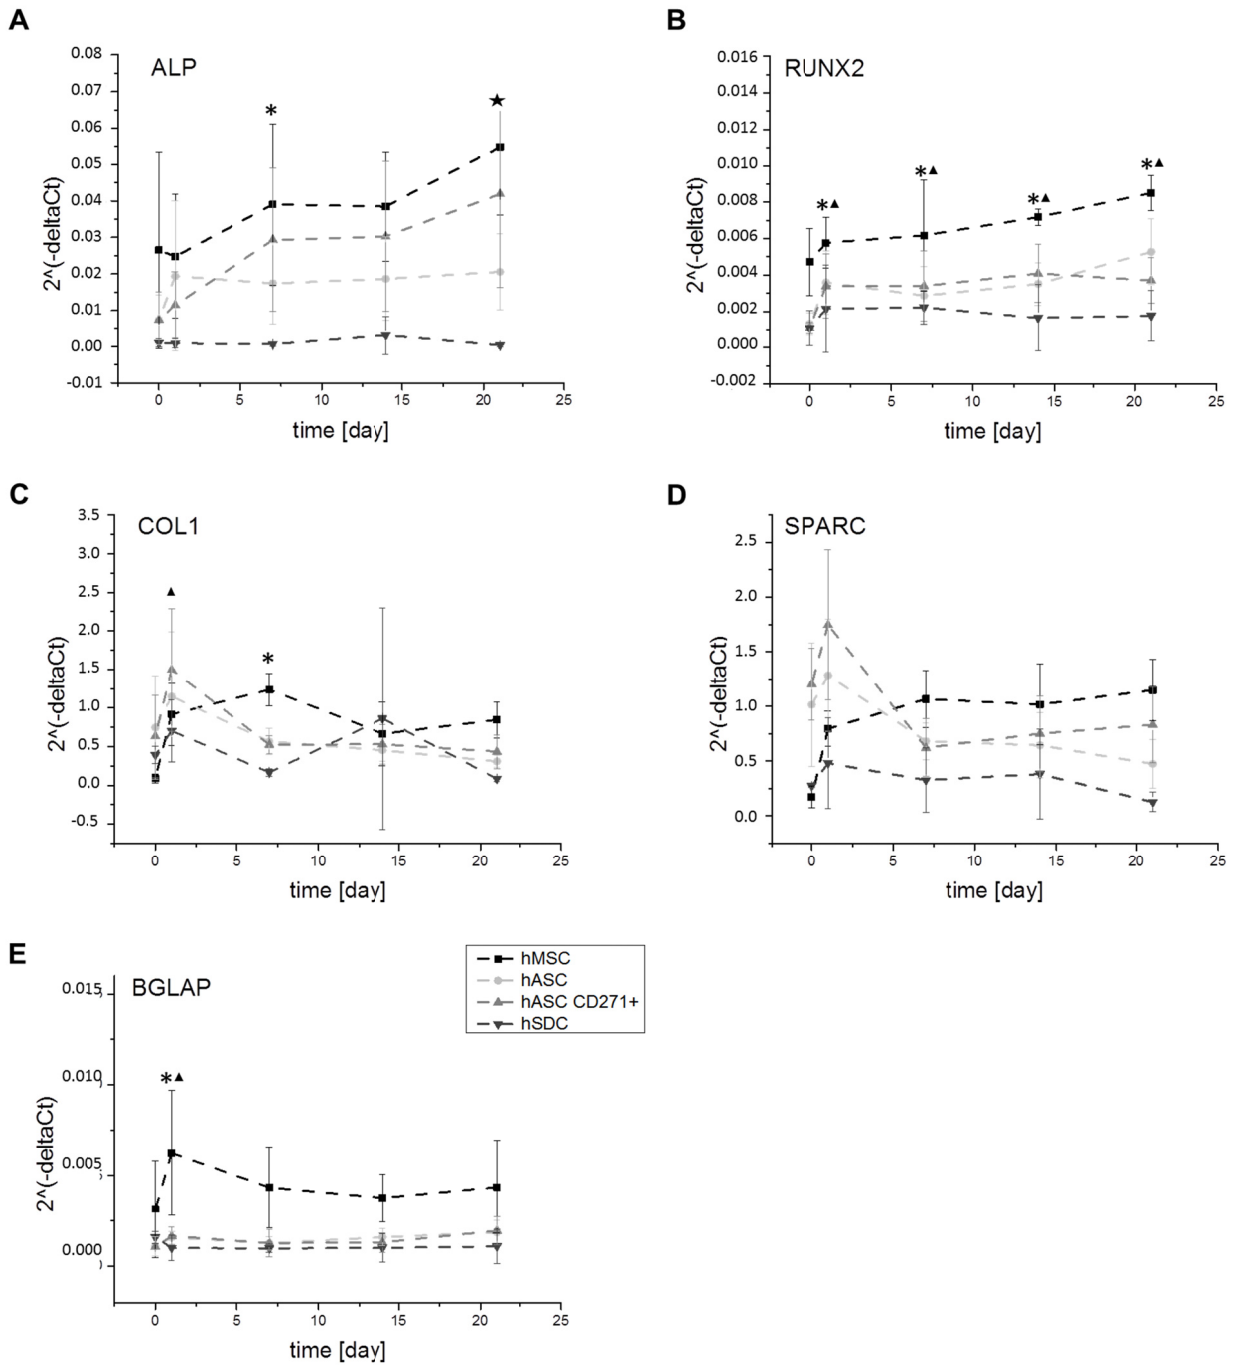 A
B
ALP
RUNX2
0.08
0.07
0.06
0.05
0.04
0.03
0.02
0.01
0.00
-0.01
2^(-deltaCt)
*
★
0 5 10 15 20 25
time [day]
0.016
0.014
0.012
0.010
0.008
0.006
0.004
0.002
0.000
-0.002
2^(-deltaCt)
*▲ *▲ *▲ *▲
0 5 10 15 20 25
time [day]
C
D
COL1
SPARC
3.5
3.0
2.5
2.0
1.5
1.0
0.5
0.0
-0.5
2^(-deltaCt)
▲
*
0 5 10 15 20 25
time [day]
2.5
2.0
1.5
1.0
0.5
0.0
2^(-deltaCt)
0 5 10 15 20 25
time [day]
E
BGLAP
0.015
0.010
0.005
0.000
2^(-deltaCt)
*▲
0 5 10 15 20 25
time [day]
hMSC
hASC
hASC CD271+
hSDC